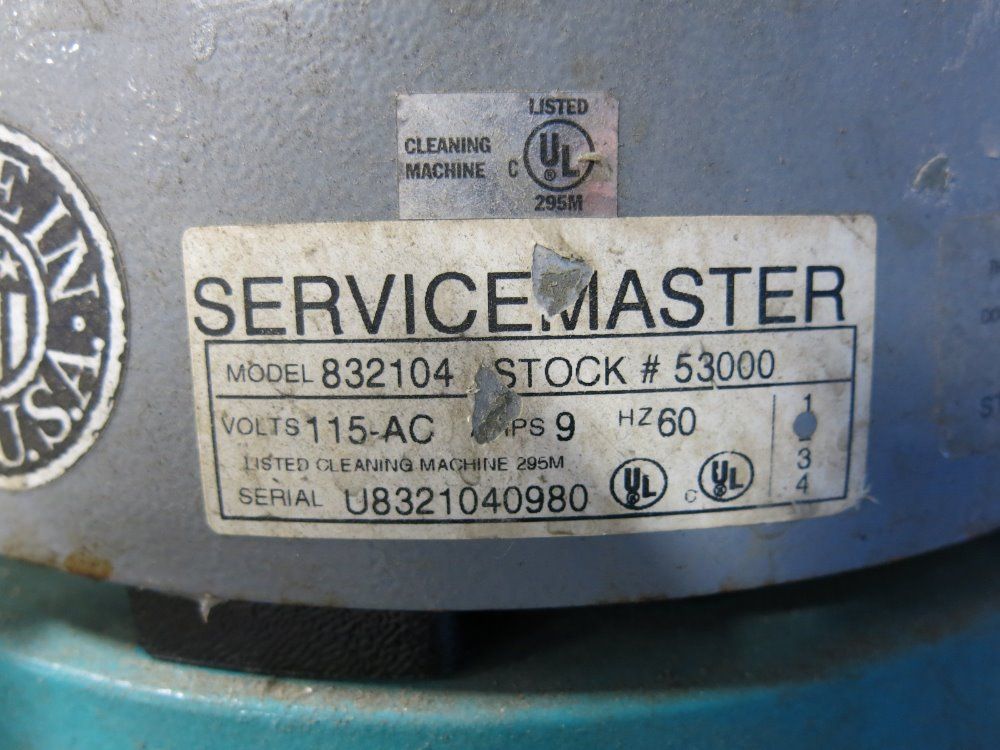 LISTED
CLEANING
MACHINE C UL ®
295M
E IN
U.S.A.
SERVICEMASTER
MODEL 832104 STOCK # 53000
VOLTS 115-AC 9 HZ 60
1
3
4
LISTED CLEANING MACHINE 295M
SERIAL U8321040980 UL C UL